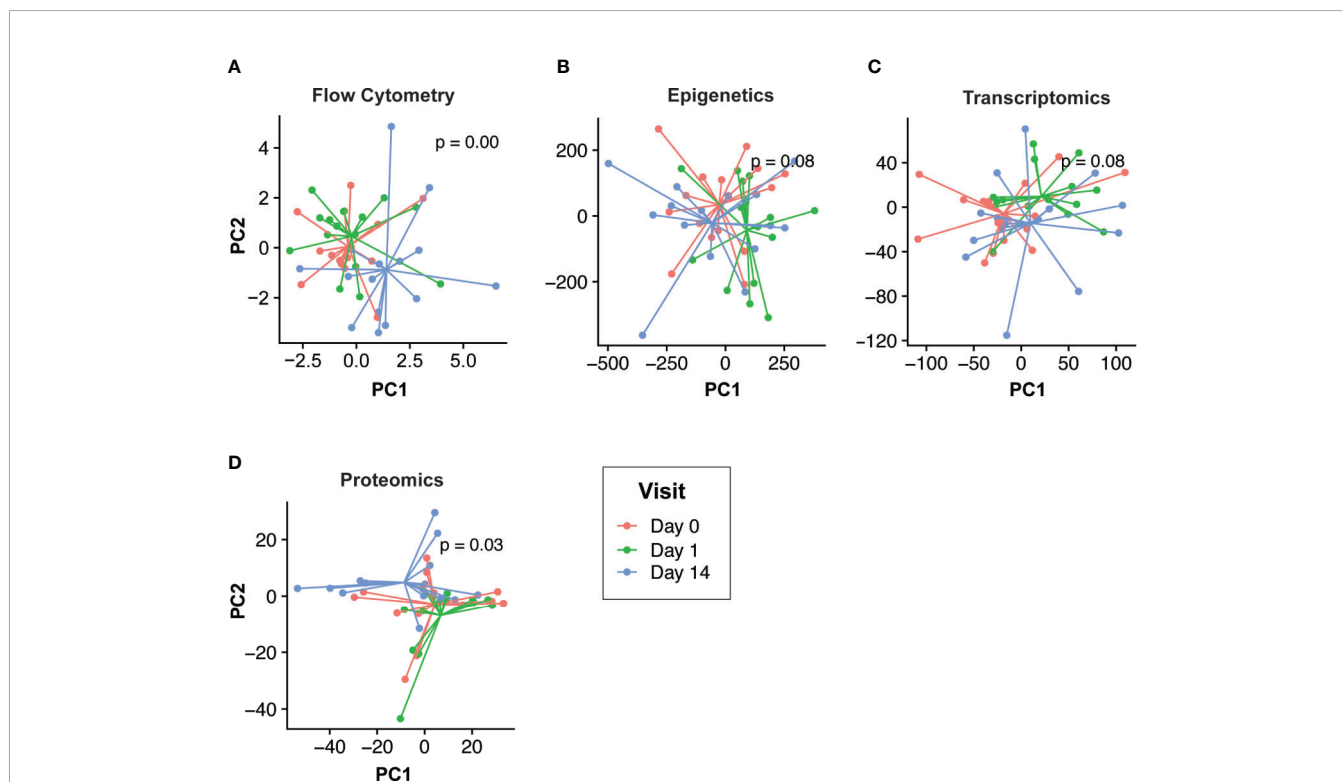 A
B
C
Flow Cytometry
Epigenetics
Transcriptomics
4
2
0
−2
PC2
p = 0.00
−2.5
0.0
2.5
5.0
PC1
200
0
−200
p = 0.08
−500
−250
0
250
PC1
40
0
−40
−80
−120
p = 0.08
−100
−50
0
50
100
PC1
D
Proteomics
20
0
−20
−40
PC2
p = 0.03
−40
−20
0
20
PC1
Visit
Day 0
Day 1
Day 14